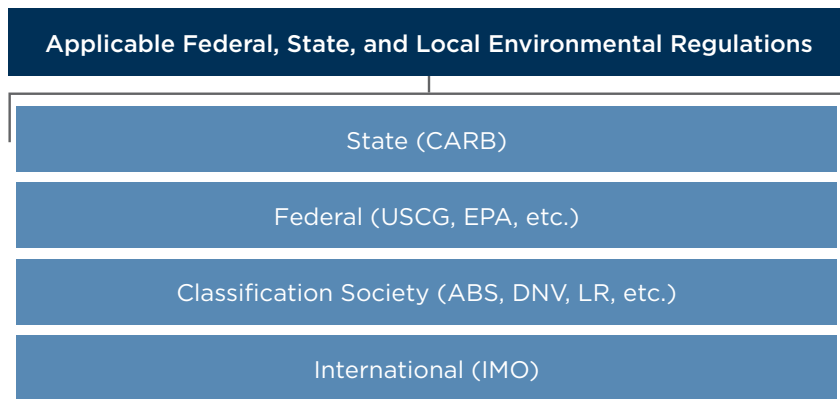 Applicable Federal, State, and Local Environmental Regulations
State (CARB)
Federal (USCG, EPA, etc.)
Classification Society (ABS, DNV, LR, etc.)
International (IMO)